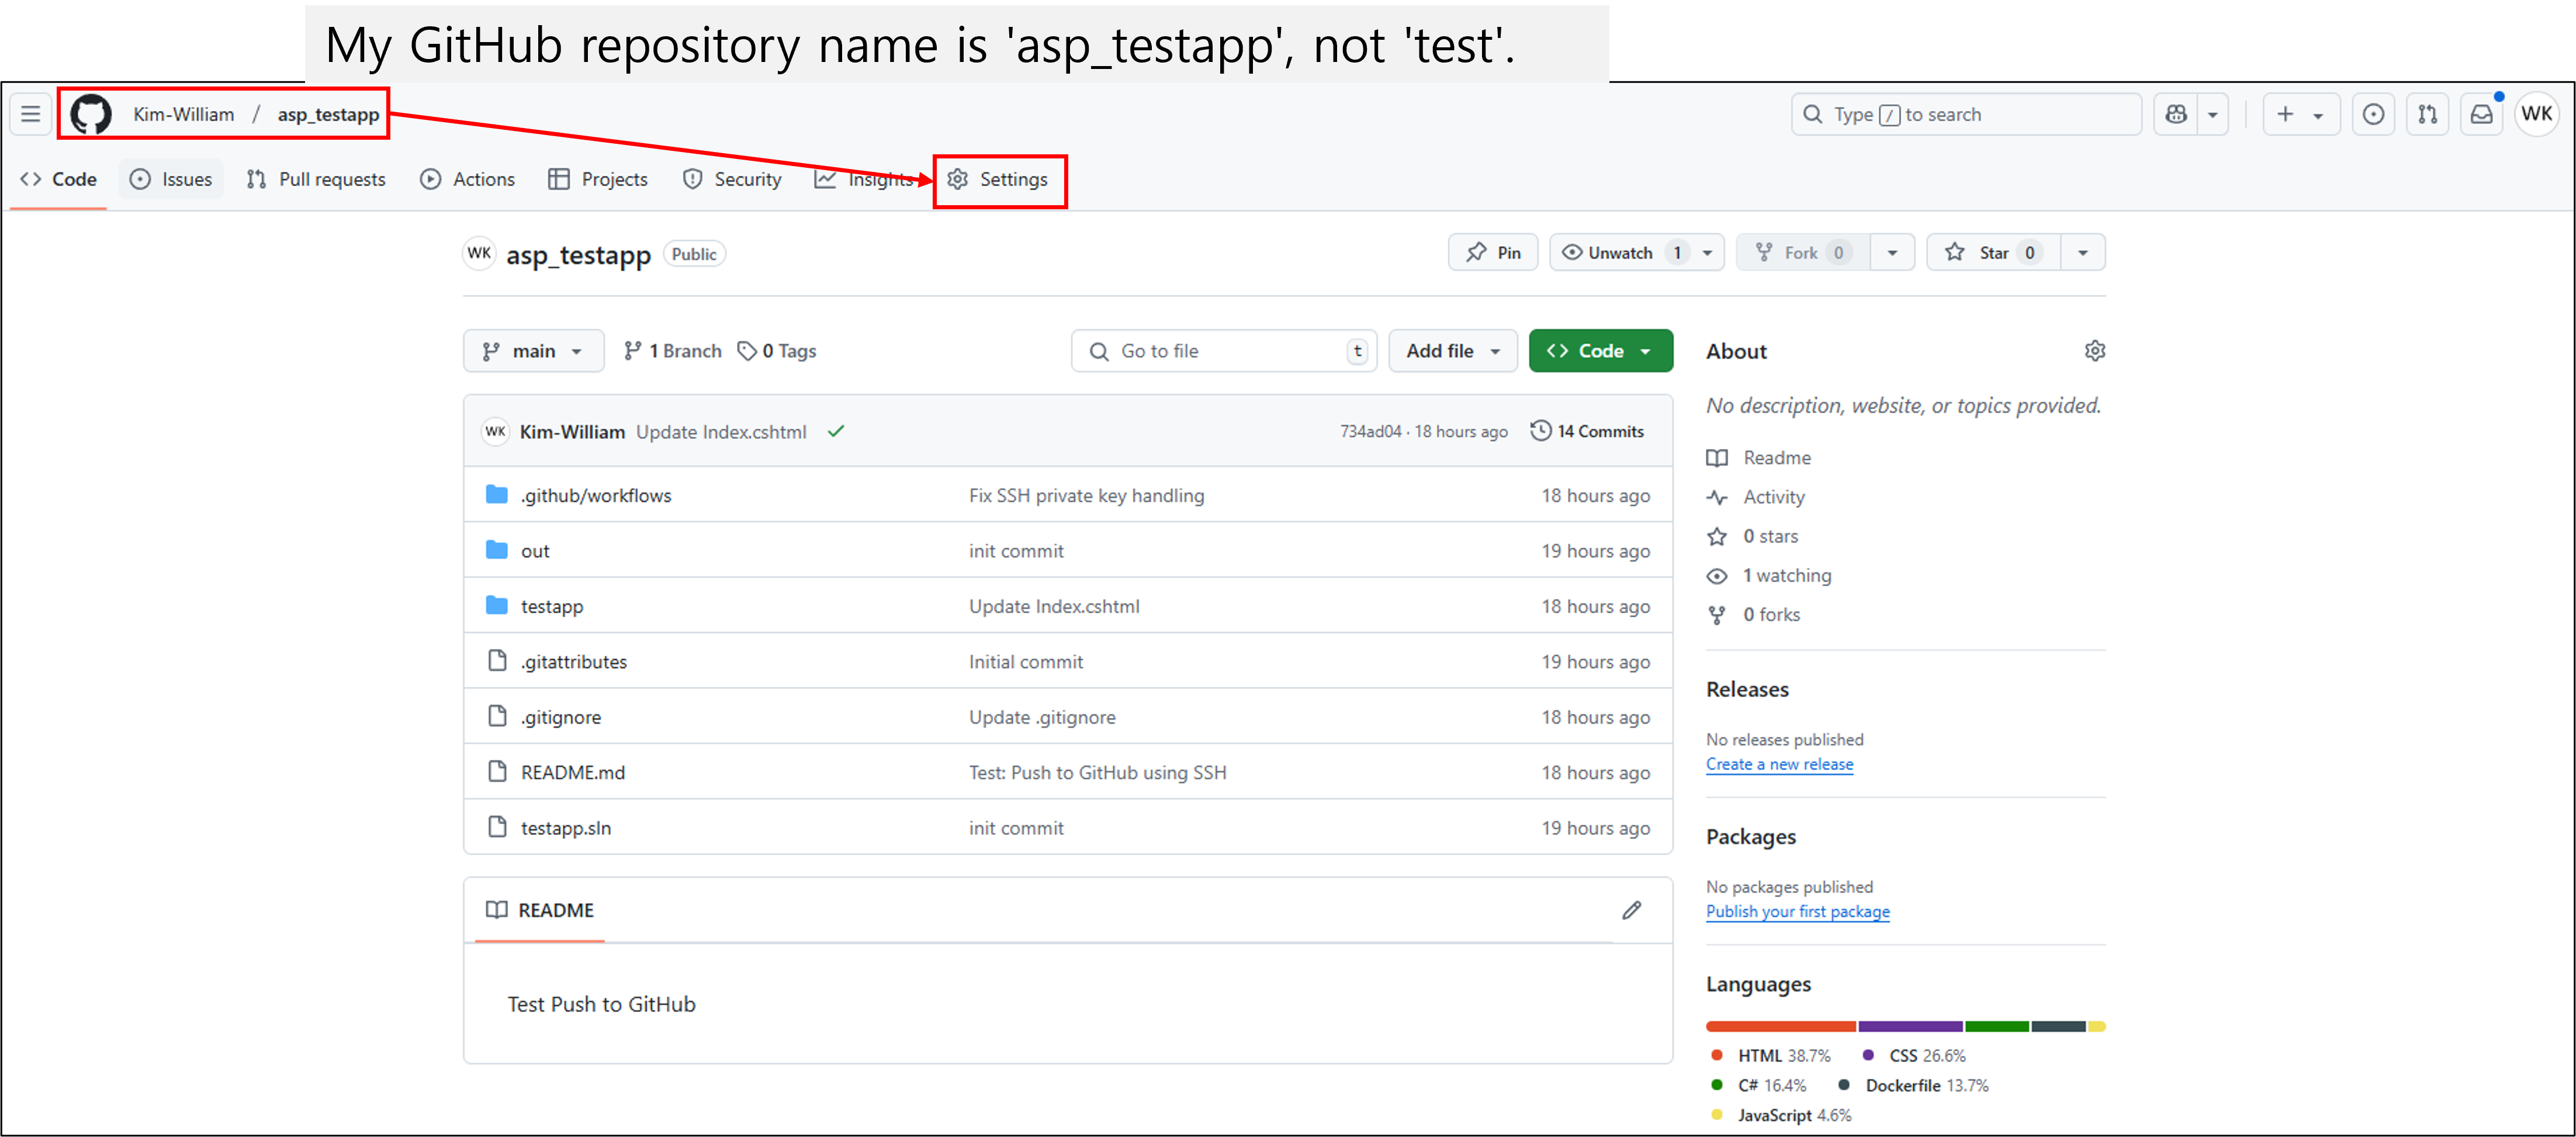 My GitHub repository name is 'asp_testapp', not 'test'.
Kim-William / asp_testapp
Type / to search
WK
Code
Issues
Pull requests
Actions
Projects
Security
Insights
Settings
WK asp_testapp Public
Pin
Unwatch 1
Fork 0
Star 0
main
1 Branch
0 Tags
Go to file t
Add file
Code
WK Kim-William Update Index.cshtml 734ad04 · 18 hours ago 14 Commits
.github/workflows Fix SSH private key handling 18 hours ago
out init commit 19 hours ago
testapp Update Index.cshtml 18 hours ago
.gitattributes Initial commit 19 hours ago
.gitignore Update .gitignore 18 hours ago
README.md Test: Push to GitHub using SSH 18 hours ago
testapp.sln init commit 19 hours ago
README
Test Push to GitHub
About
No description, website, or topics provided.
Readme
Activity
0 stars
1 watching
0 forks
Releases
No releases published
Create a new release
Packages
No packages published
Publish your first package
Languages
HTML 38.7% CSS 26.6%
C# 16.4% Dockerfile 13.7%
JavaScript 4.6%